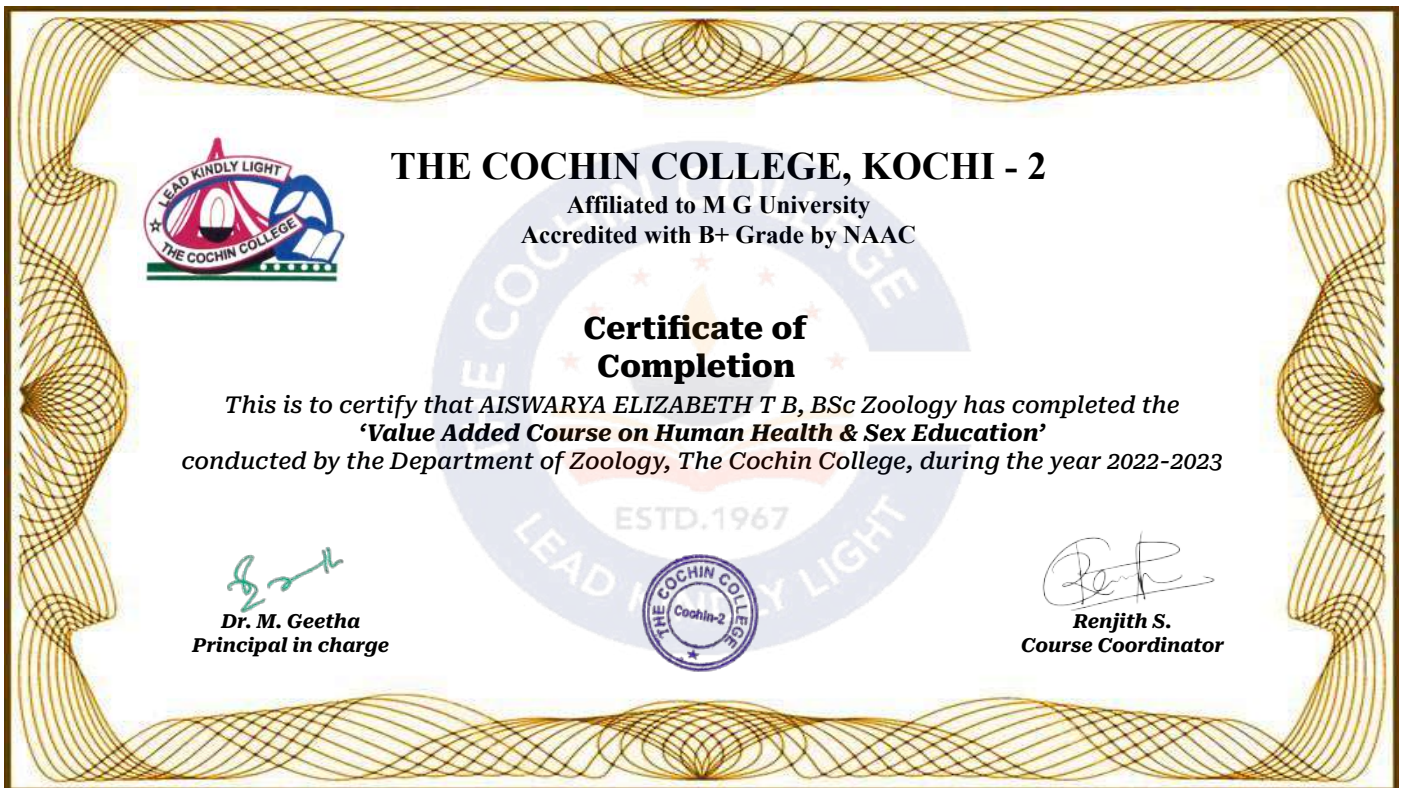 LEAD KINDLY LIGHT
THE COCHIN COLLEGE
THE COCHIN COLLEGE, KOCHI - 2
Affiliated to M G University
Accredited with B+ Grade by NAAC
THE COCHIN COLLEGE
Certificate of
Completion
This is to certify that AISWARYA ELIZABETH T B, BSc Zoology has completed the
‘Value Added Course on Human Health & Sex Education’
conducted by the Department of Zoology, The Cochin College, during the year 2022-2023
ESTD.1967
LEAD KINDLY LIGHT
Dr. M. Geetha
Principal in charge
THE COCHIN COLLEGE
Cochin-2
Renjith S.
Course Coordinator